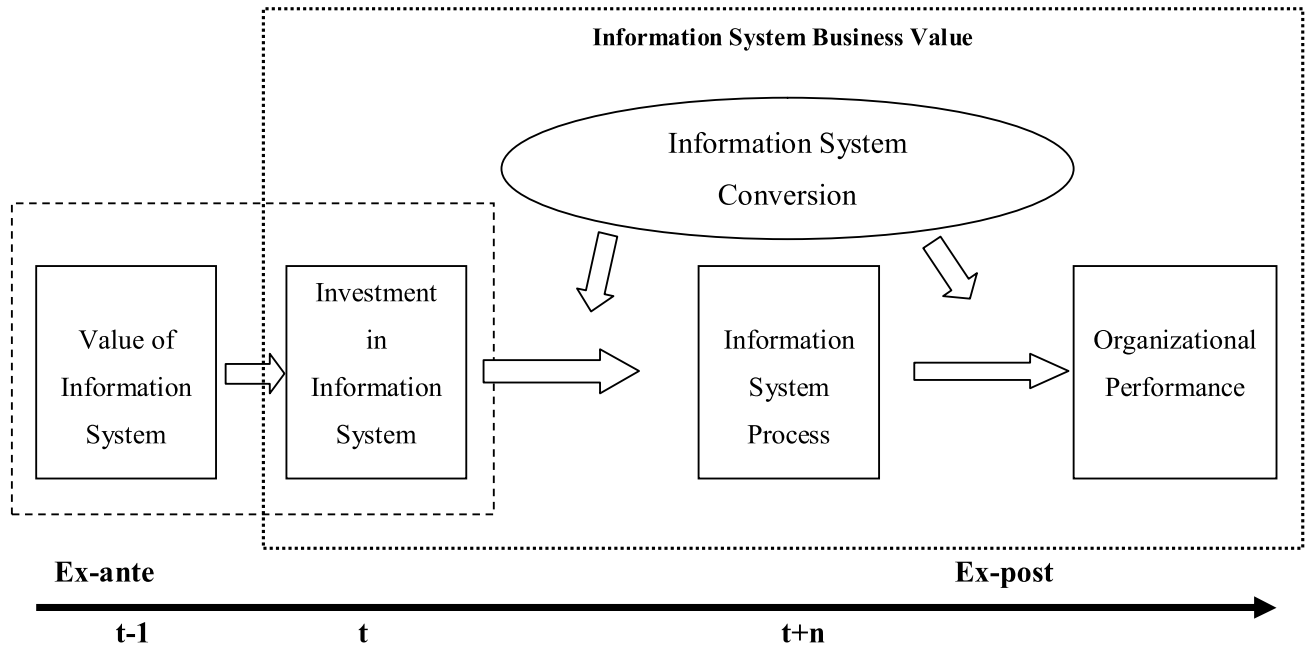 Information System Business Value
Information System
Conversion
Value of
Information
System
Investment
in
Information
System
Information
System
Process
Organizational
Performance
Ex-ante
Ex-post
t-1
t
t+n